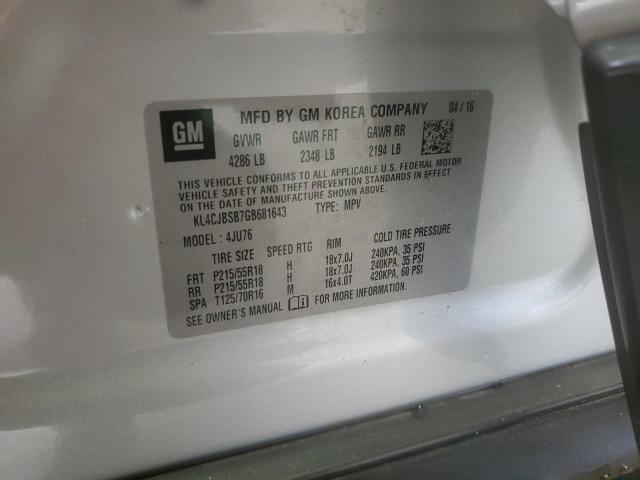 GM
MFD BY GM KOREA COMPANY 04 / 16
GVWR GAWR FRT GAWR RR
4286 LB 2348 LB 2194 LB
THIS VEHICLE CONFORMS TO ALL APPLICABLE U.S. FEDERAL MOTOR
VEHICLE SAFETY AND THEFT PREVENTION STANDARDS IN EFFECT
ON THE DATE OF MANUFACTURE SHOWN ABOVE.
KL4CJBSB7GB681643 TYPE: MPV
MODEL: 4JU76
TIRE SIZE SPEED RTG RIM COLD TIRE PRESSURE
FRT P215/55R18 H 18x7.0J 240KPA, 35 PSI
RR P215/55R18 H 18x7.0J 240KPA, 35 PSI
SPA T125/70R16 M 16x4.0T 420KPA, 60 PSI
SEE OWNER'S MANUAL FOR MORE INFORMATION.